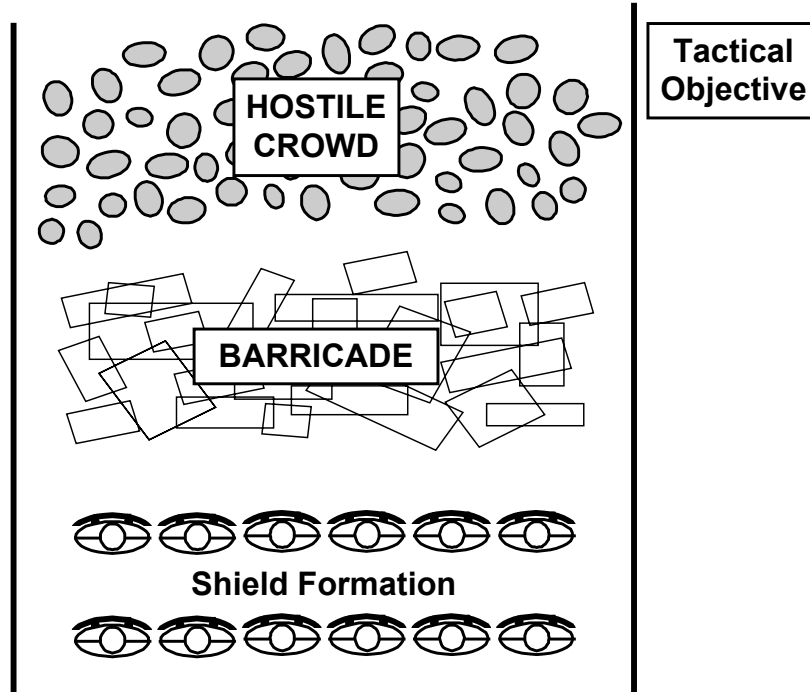 Tactical
Objective
HOSTILE
CROWD
BARRICADE
Shield Formation